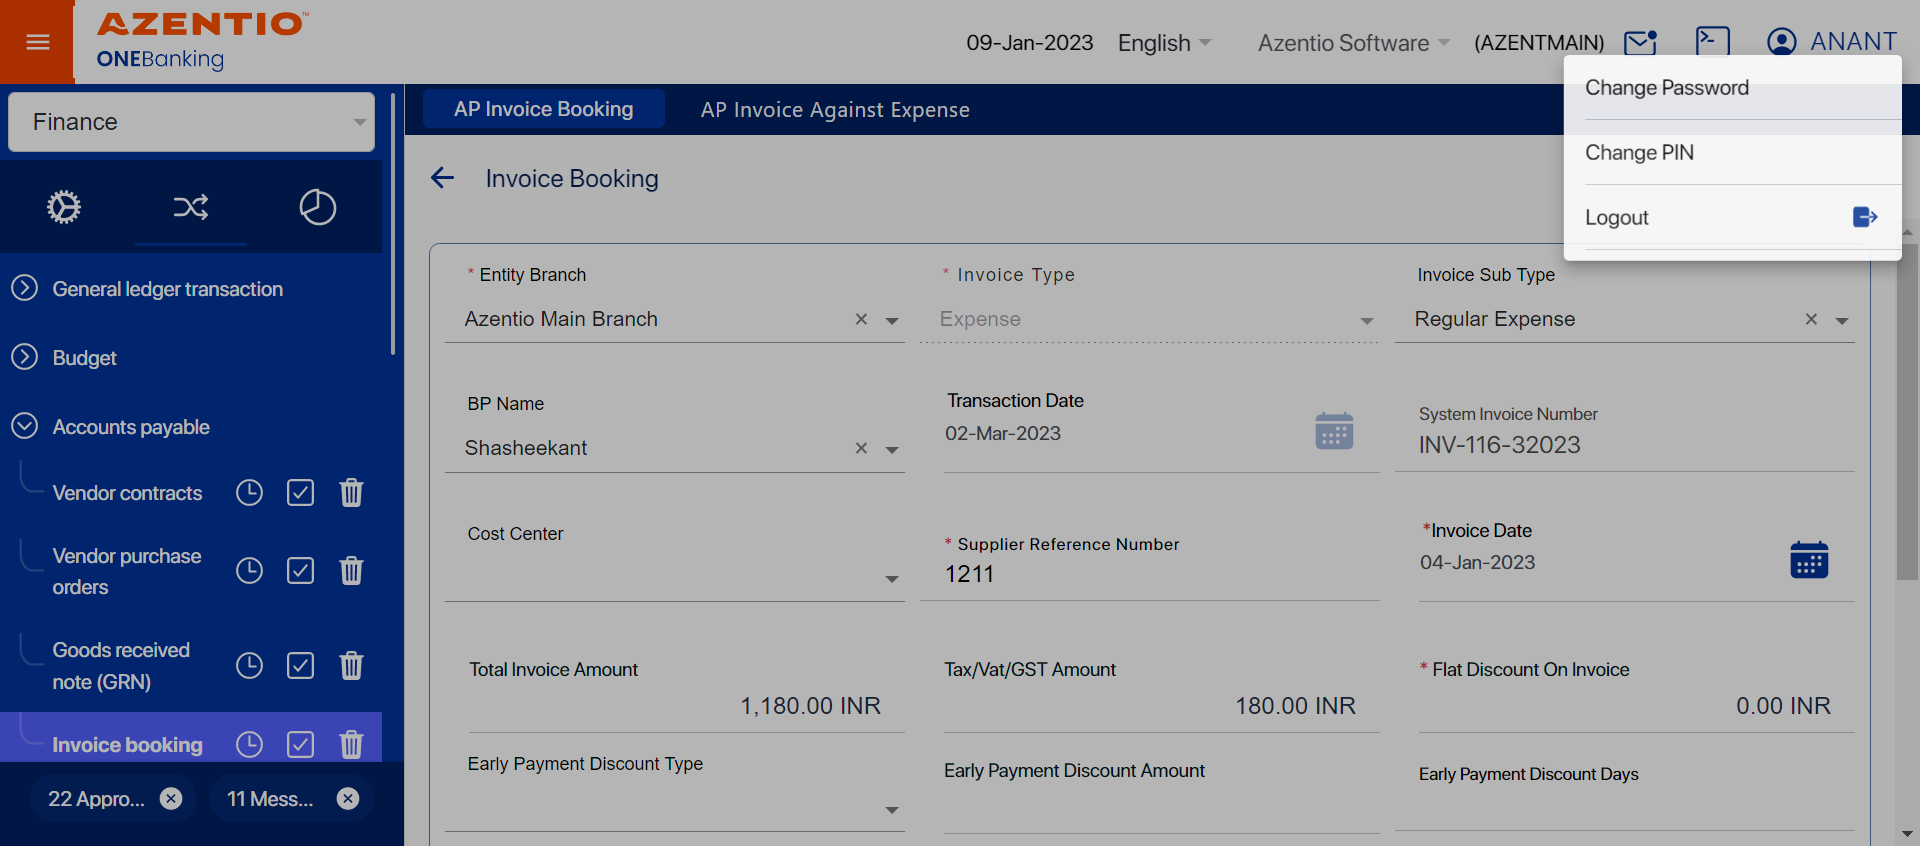 AZENTIO™
ONEBanking
09-Jan-2023
English
Azentio Software
(AZENTMAIN)
ANANT
Change Password
Change PIN
Logout
Finance
AP Invoice Booking
AP Invoice Against Expense
Invoice Booking
General ledger transaction
Budget
Accounts payable
Vendor contracts
Vendor purchase
orders
Goods received
note (GRN)
Invoice booking
22 Appro...
11 Mess...
* Entity Branch
Azentio Main Branch
* Invoice Type
Expense
Invoice Sub Type
Regular Expense
BP Name
Shasheekant
Transaction Date
02-Mar-2023
System Invoice Number
INV-116-32023
Cost Center
* Supplier Reference Number
1211
*Invoice Date
04-Jan-2023
Total Invoice Amount
1,180.00 INR
Tax/Vat/GST Amount
180.00 INR
* Flat Discount On Invoice
0.00 INR
Early Payment Discount Type
Early Payment Discount Amount
Early Payment Discount Days